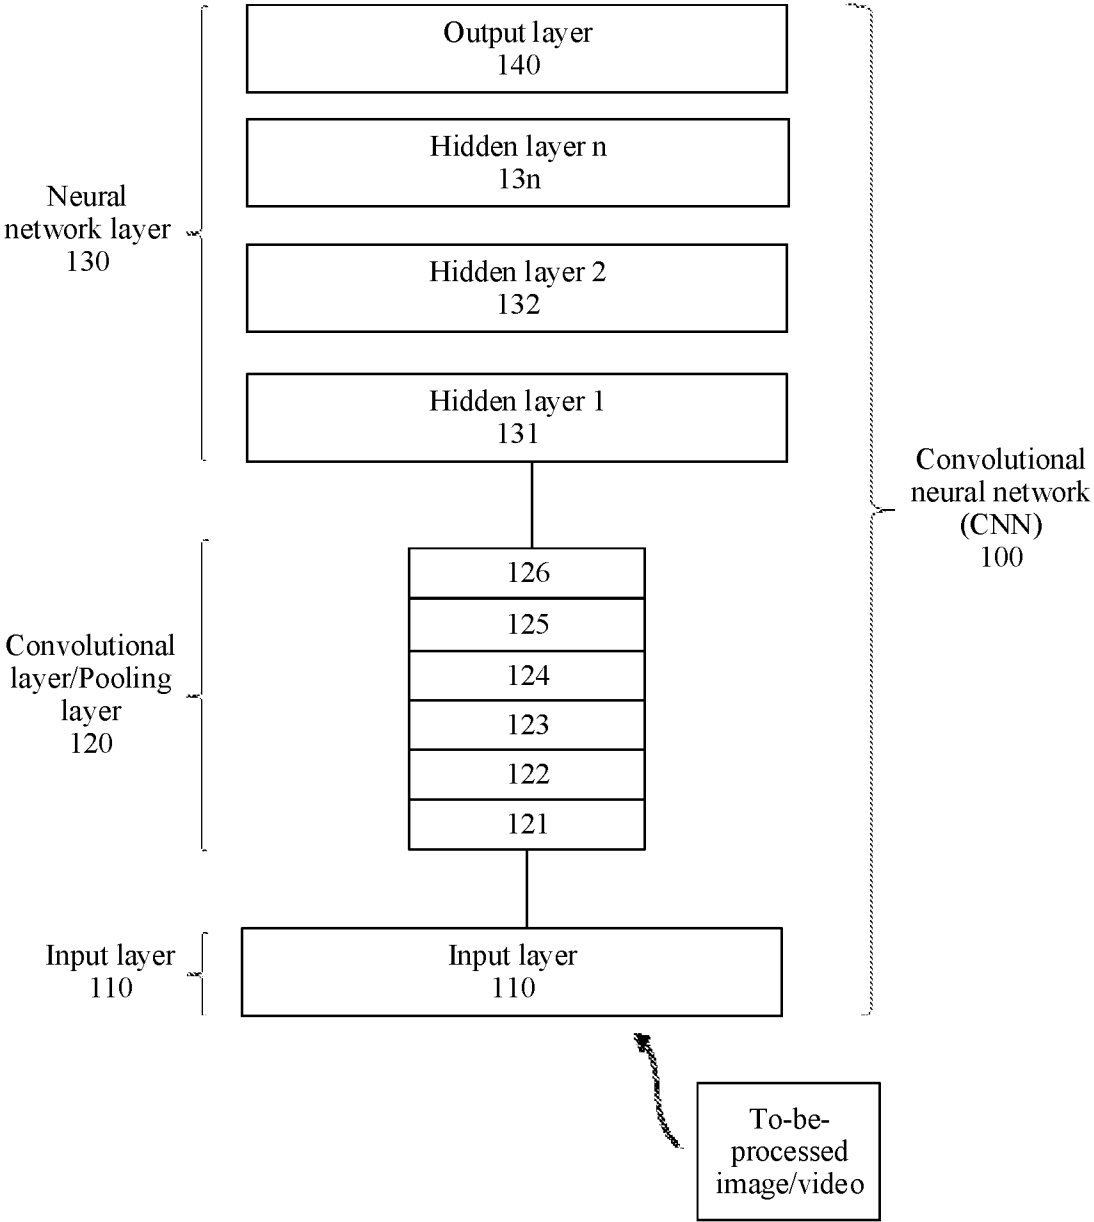 Output layer
140
Hidden layer n
13n
Neural
network layer
130
Hidden layer 2
132
Hidden layer 1
131
Convolutional
neural network
(CNN)
100
126
125
124
123
122
121
Convolutional
layer/Pooling
layer
120
Input layer
110
Input layer
110
To-be-
processed
image/video